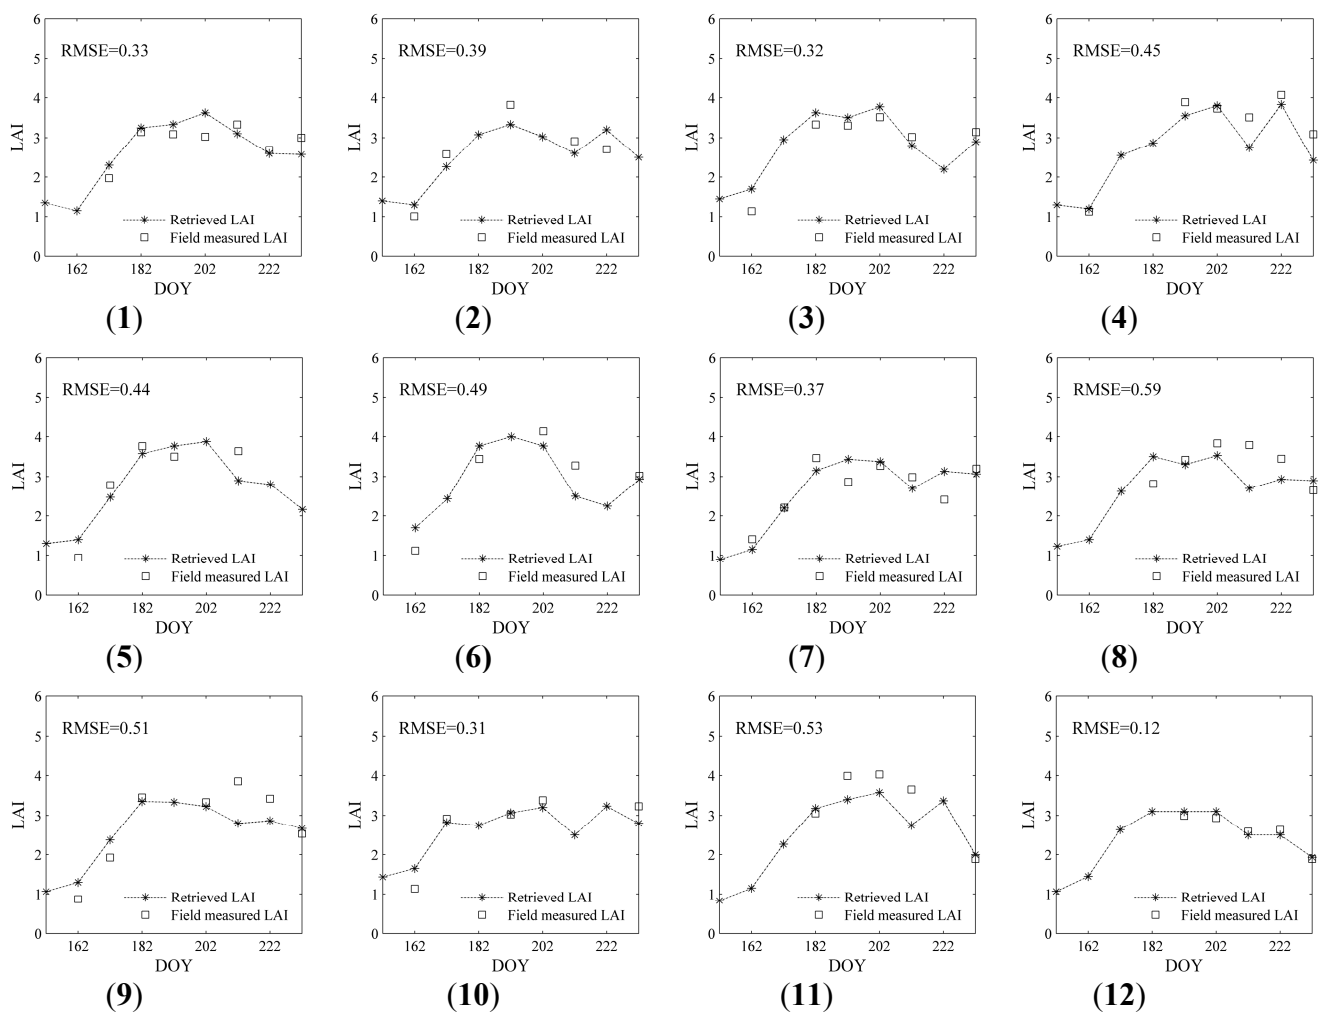 6
5
4
3
2
1
0
LAI
RMSE=0.33
Retrieved LAI
Field measured LAI
162 182 202 222
DOY
(1)
6
5
4
3
2
1
0
LAI
RMSE=0.39
Retrieved LAI
Field measured LAI
162 182 202 222
DOY
(2)
6
5
4
3
2
1
0
LAI
RMSE=0.32
Retrieved LAI
Field measured LAI
162 182 202 222
DOY
(3)
6
5
4
3
2
1
0
LAI
RMSE=0.45
Retrieved LAI
Field measured LAI
162 182 202 222
DOY
(4)
6
5
4
3
2
1
0
LAI
RMSE=0.44
Retrieved LAI
Field measured LAI
162 182 202 222
DOY
(5)
6
5
4
3
2
1
0
LAI
RMSE=0.49
Retrieved LAI
Field measured LAI
162 182 202 222
DOY
(6)
6
5
4
3
2
1
0
LAI
RMSE=0.37
Retrieved LAI
Field measured LAI
162 182 202 222
DOY
(7)
6
5
4
3
2
1
0
LAI
RMSE=0.59
Retrieved LAI
Field measured LAI
162 182 202 222
DOY
(8)
6
5
4
3
2
1
0
LAI
RMSE=0.51
Retrieved LAI
Field measured LAI
162 182 202 222
DOY
(9)
6
5
4
3
2
1
0
LAI
RMSE=0.31
Retrieved LAI
Field measured LAI
162 182 202 222
DOY
(10)
6
5
4
3
2
1
0
LAI
RMSE=0.53
Retrieved LAI
Field measured LAI
162 182 202 222
DOY
(11)
6
5
4
3
2
1
0
LAI
RMSE=0.12
Retrieved LAI
Field measured LAI
162 182 202 222
DOY
(12)